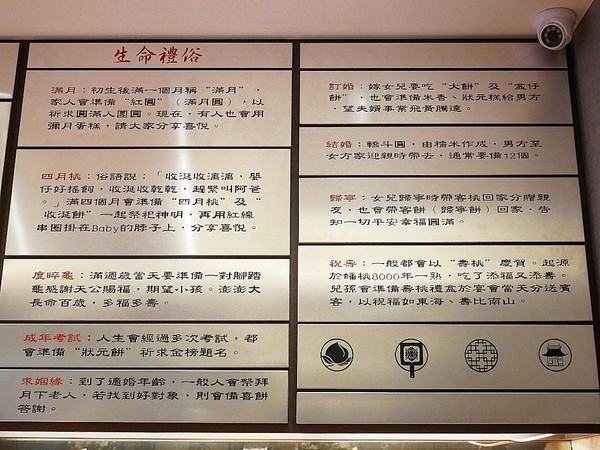 生命禮俗
滿月：初生後滿一個月稱“滿月”，
家人會準備“紅圓”（滿月圓），以
祈求圓滿人團圓。現在，有人也會用
彌月蛋糕，請大家分享喜悅。
四月桃：俗語說：「收涎收漓漓，嬰
仔好搖飼，收涎收乾乾，趕緊叫阿爸
。」滿四個月會準備“四月桃”及“
收涎餅”一起祭祀神明，再用紅線
串圈掛在Baby的脖子上，分享喜悅。
度晬龜：滿週歲當天要準備一對腳踏
龜感謝天公賜福，期望小孩。澎澎大
長命百歲，多福多壽。
成年考試：人生會經過多次考試，都
會準備“狀元餅”祈求金榜題名。
求姻緣：到了適婚年齡，一般人會祭拜
月下老人，若找到好對象，則會備喜餅
答謝。
訂婚：嫁女兒要吃“大餅”及“盒仔
餅”，也會準備米香、狀元糕給男方
，望夫婿事業飛黃騰達。
結婚：轎斗圓，由糯米作成，男方至
女方家迎親時帶去，通常要備12個。
歸寧：女兒歸寧時帶客桃回家分贈親
友，也會帶客餅（歸寧餅）回家，告
知一切平安幸福圓滿。
祝壽：一般都會以“壽桃”慶賀。起源
於蟠桃8000年一熟，吃了添福又添壽。
兒孫會準備壽桃禮盒於宴會當天分送賓
客，以祝福如東海、壽比南山。